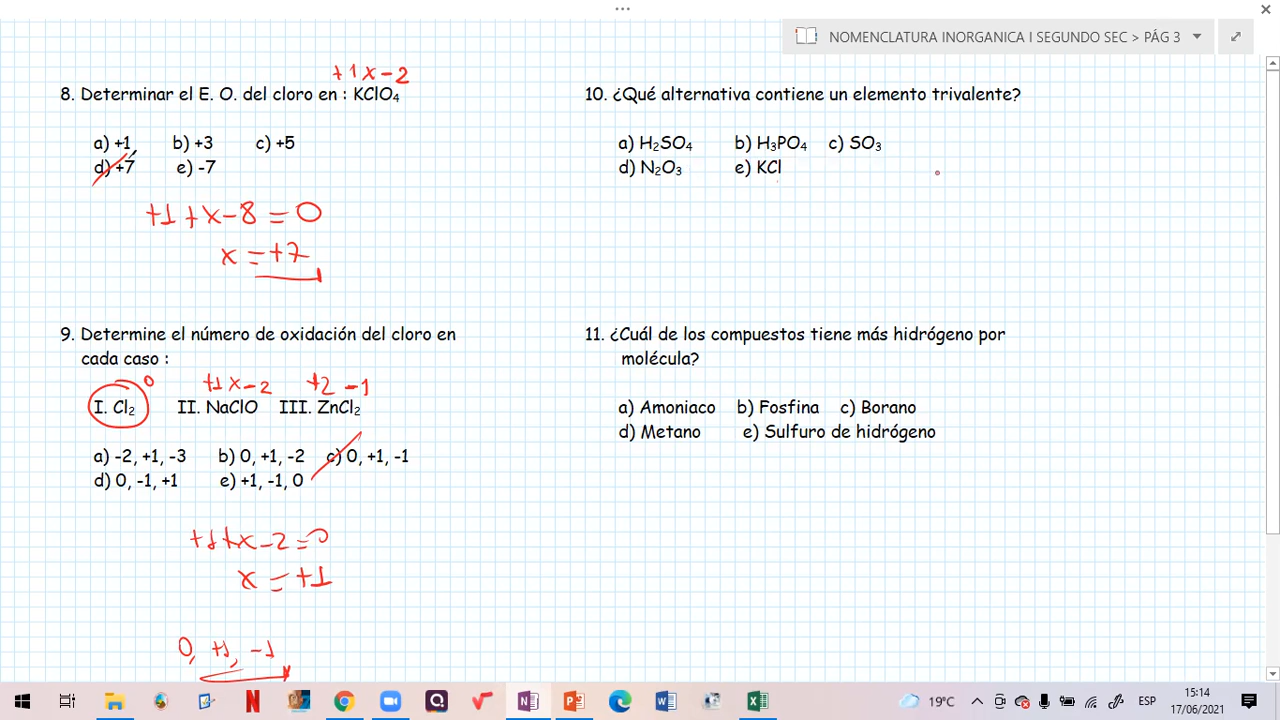 NOMENCLATURA INORGANICA I SEGUNDO SEC > PÁG 3
+1 x -2
8. Determinar el E. O. del cloro en : KClO₄
a) +1 b) +3 c) +5
d) +7 e) -7
+1 + x - 8 = 0
x = +7
9. Determine el número de oxidación del cloro en
cada caso :
0 +1 x -2 +2 -1
I. Cl₂ II. NaClO III. ZnCl₂
a) -2, +1, -3 b) 0, +1, -2 c) 0, +1, -1
d) 0, -1, +1 e) +1, -1, 0
+1 + x - 2 = 0
x = +1
0, +1, -1
10. ¿Qué alternativa contiene un elemento trivalente?
a) H₂SO₄ b) H₃PO₄ c) SO₃
d) N₂O₃ e) KCl
11. ¿Cuál de los compuestos tiene más hidrógeno por
molécula?
a) Amoniaco b) Fosfina c) Borano
d) Metano e) Sulfuro de hidrógeno
19°C
ESP
15:14
17/06/2021